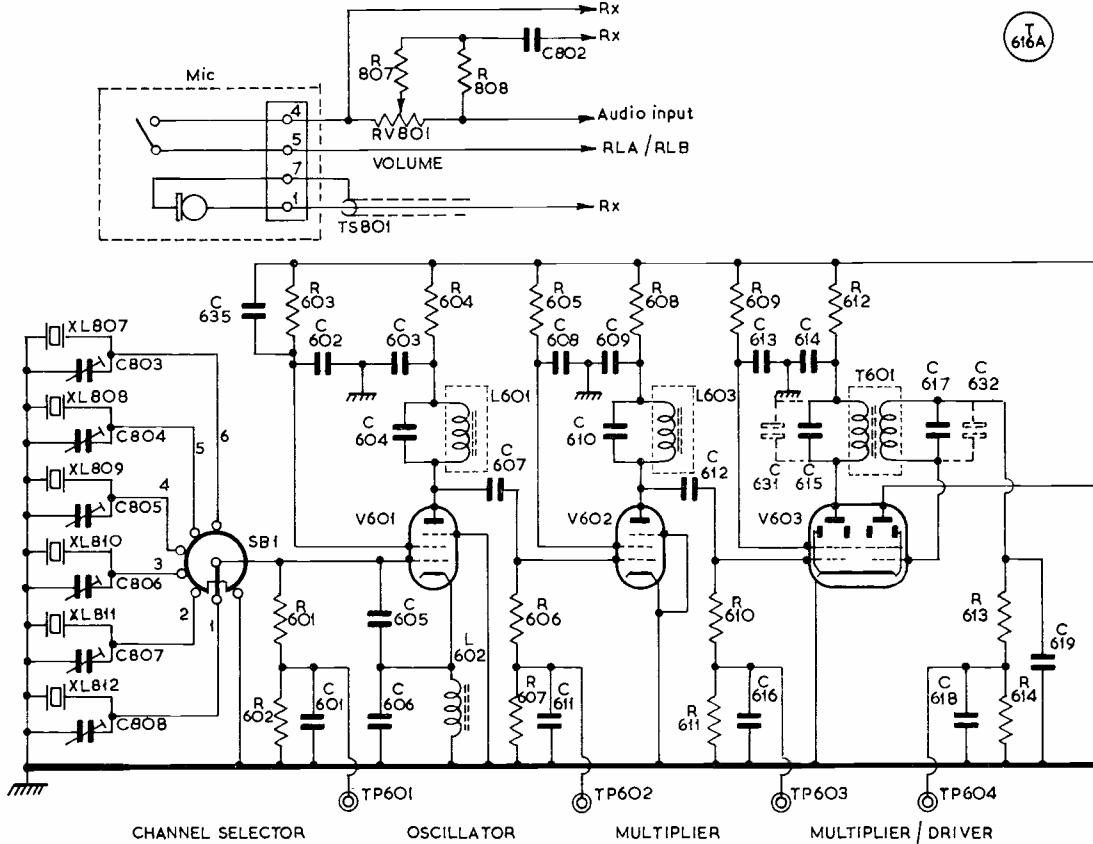 Rx
Rx
T
616A
C802
R
807
R
808
Mic
4
Audio input
RV801
5
RLA / RLB
VOLUME
7
1
Rx
TS801
C
635
R
603
R
604
R
605
R
608
R
609
R
612
C
602
C
603
C
608
C
609
C
613
C
614
XL807
C803
T601
C
617
C
632
L601
L603
XL808
C804
5
6
C
604
C
610
C
631
C
615
C
607
C
612
XL809
4
C805
V601
V602
V603
SB1
XL810
3
C806
2
1
XL811
C807
R
601
C
605
L
602
R
606
R
610
R
613
C
619
XL812
C808
R
602
C
601
C
606
R
607
C
611
R
611
C
616
C
618
R
614
TP601
TP602
TP603
TP604
CHANNEL SELECTOR
OSCILLATOR
MULTIPLIER
MULTIPLIER / DRIVER